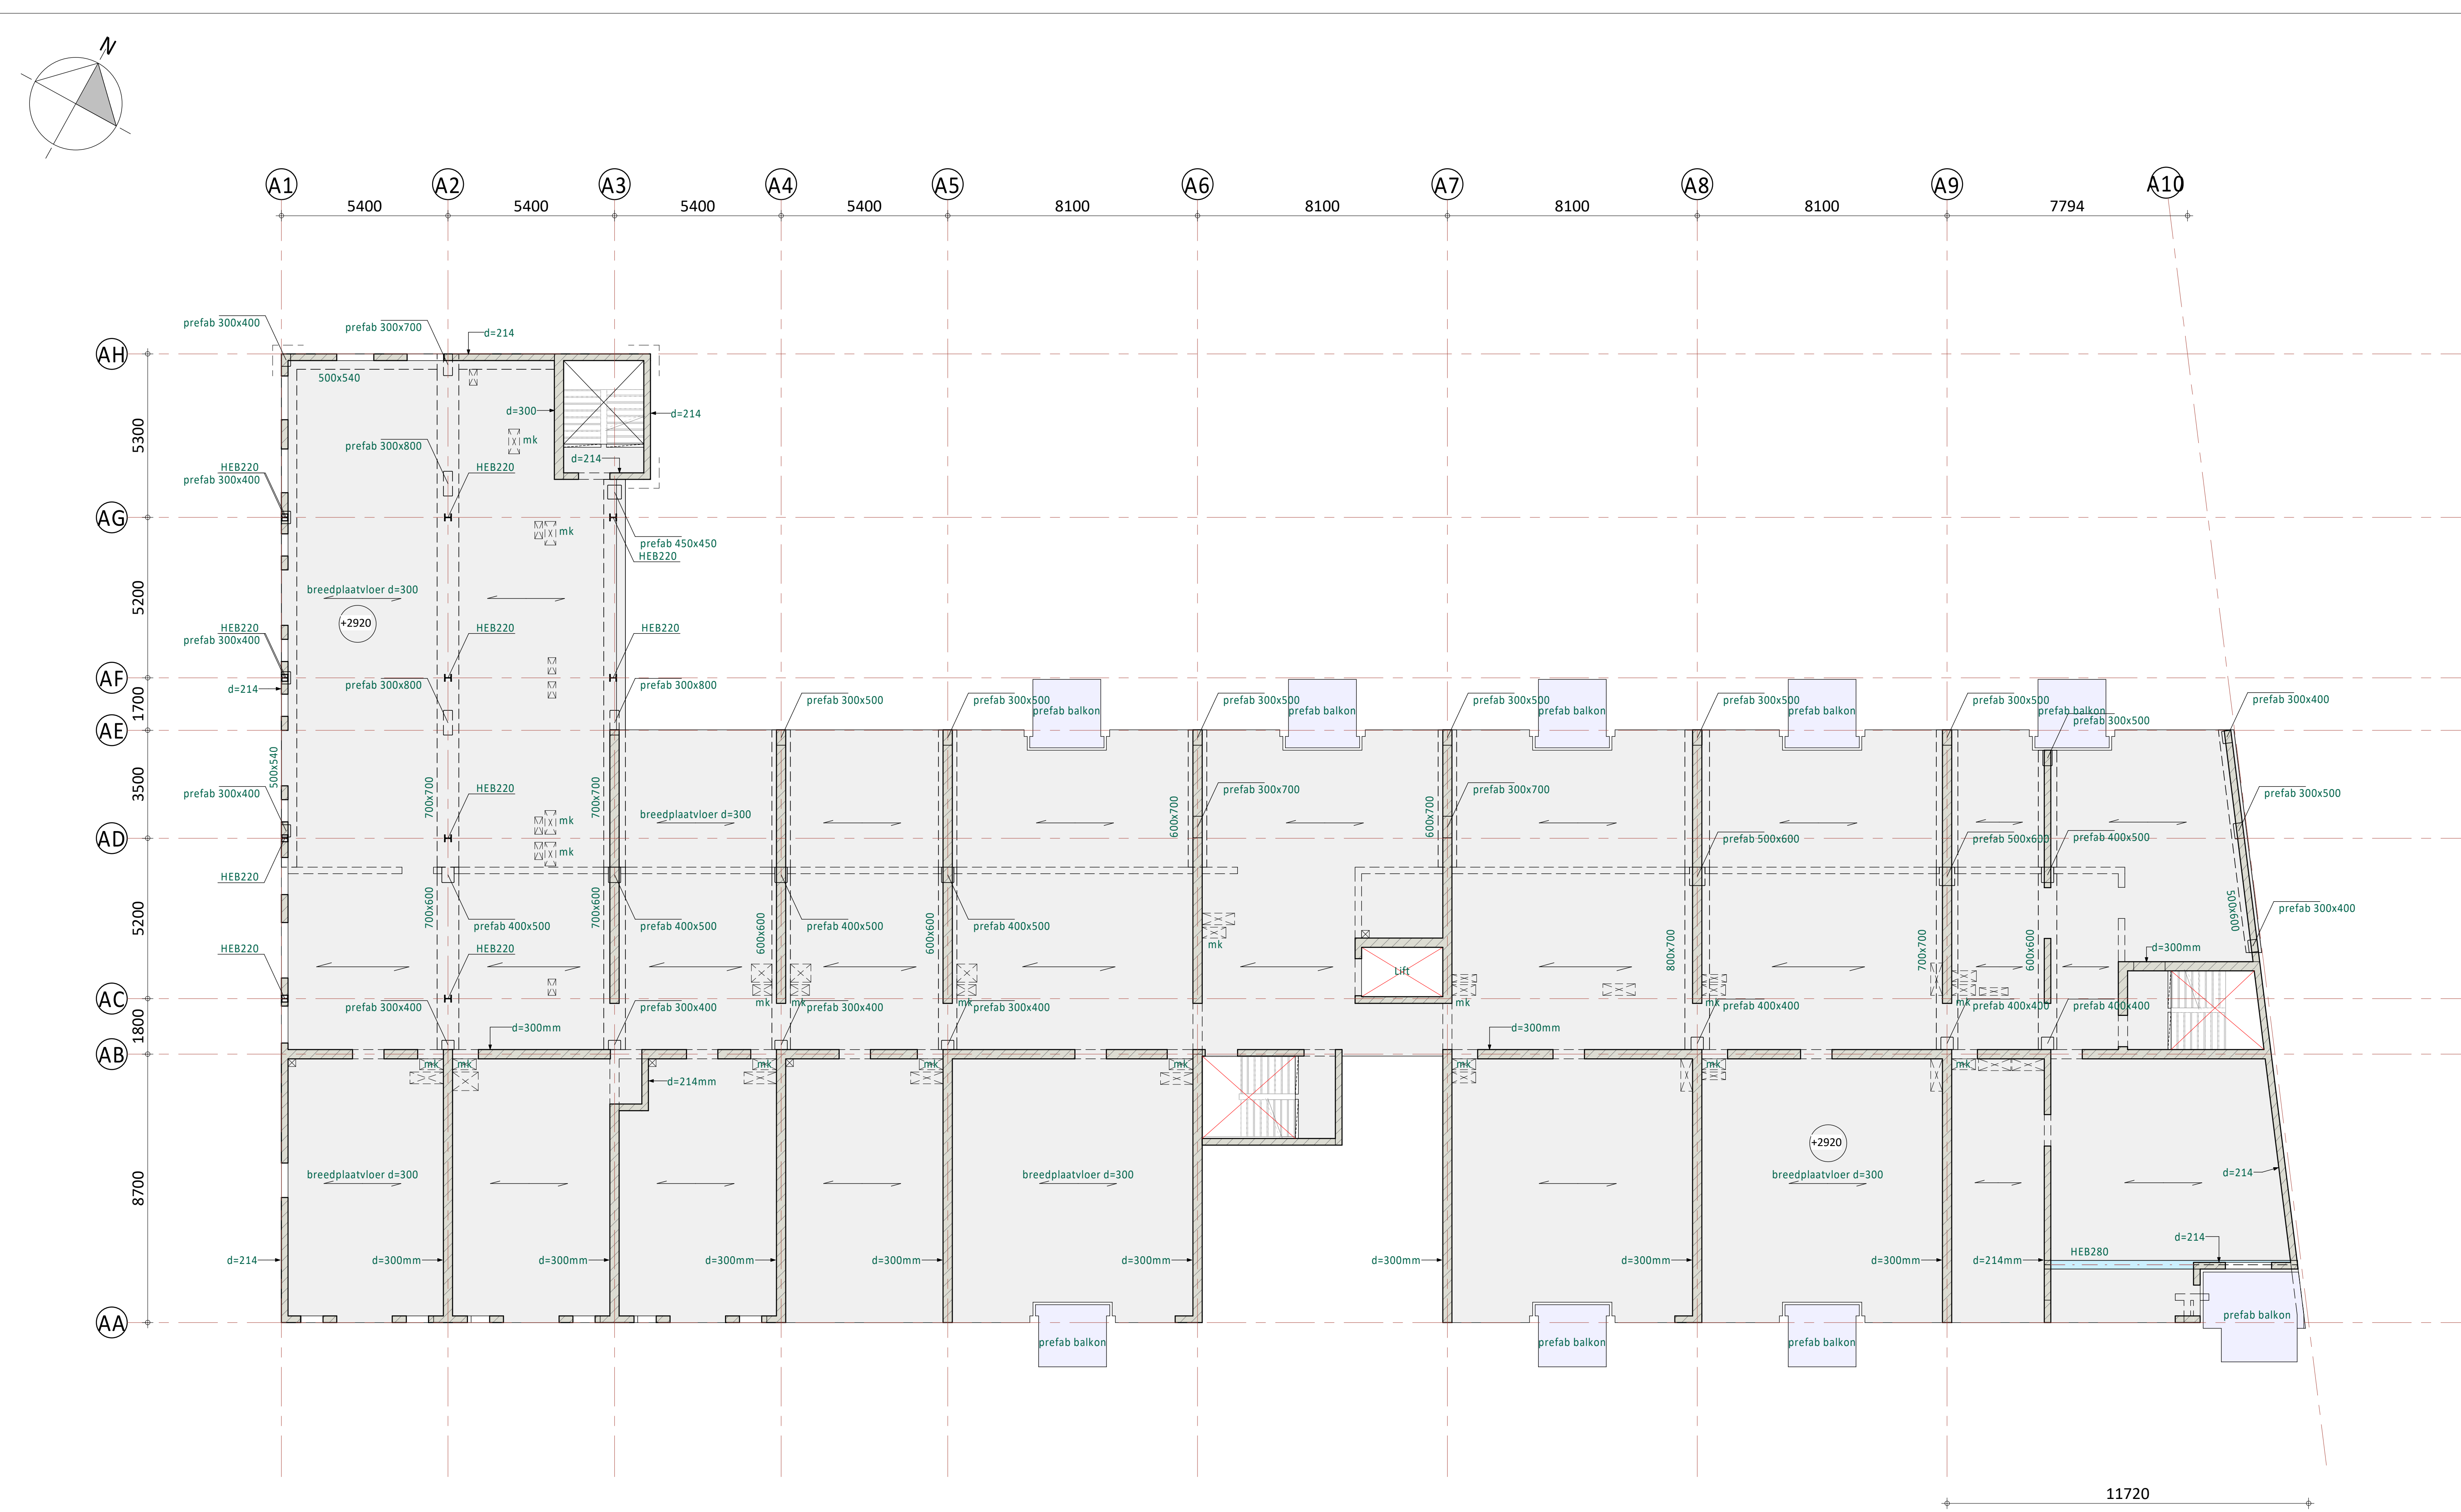 N
A1 A2 A3 A4 A5 A6 A7 A8 A9 A10
5400 5400 5400 5400 8100 8100 8100 8100 7794
prefab 300x400
prefab 300x700
d=214
AH
500x540
d=300
d=214
5300
mk
prefab 300x800
d=214
HEB220
prefab 300x400
HEB220
AG
mk
prefab 450x450
HEB220
5200
breedplaatvloer d=300
+2920
HEB220
prefab 300x400
HEB220
HEB220
AF
d=214
prefab 300x800
prefab 300x800
1700
prefab 300x500
prefab 300x500
prefab balkon
prefab 300x500
prefab balkon
prefab 300x500
prefab balkon
prefab 300x500
prefab balkon
prefab 300x500
prefab balkon
prefab 300x500
prefab 300x400
AE
500x540
3500
prefab 300x400
700x700
HEB220
700x700
mk
breedplaatvloer d=300
600x700
prefab 300x700
600x700
prefab 300x700
prefab 300x500
AD
prefab 500x600
prefab 500x600
prefab 400x500
mk
HEB220
5200
700x600
prefab 400x500
700x600
prefab 400x500
600x600
prefab 400x500
600x600
prefab 400x500
mk
800x700
700x700
600x600
500x600
prefab 300x400
d=300mm
HEB220
HEB220
Lift
AC
mk
mk
mk
mk
mk
mk
1800
prefab 300x400
prefab 300x400
prefab 300x400
prefab 300x400
prefab 400x400
prefab 400x400
prefab 400x400
d=300mm
d=300mm
AB
mk
mk
mk
mk
mk
mk
mk
mk
d=214mm
+2920
8700
breedplaatvloer d=300
breedplaatvloer d=300
breedplaatvloer d=300
d=214
d=214
HEB280
d=214
d=300mm
d=300mm
d=300mm
d=300mm
d=300mm
d=300mm
d=300mm
d=300mm
d=214mm
AA
prefab balkon
prefab balkon
prefab balkon
prefab balkon
11720